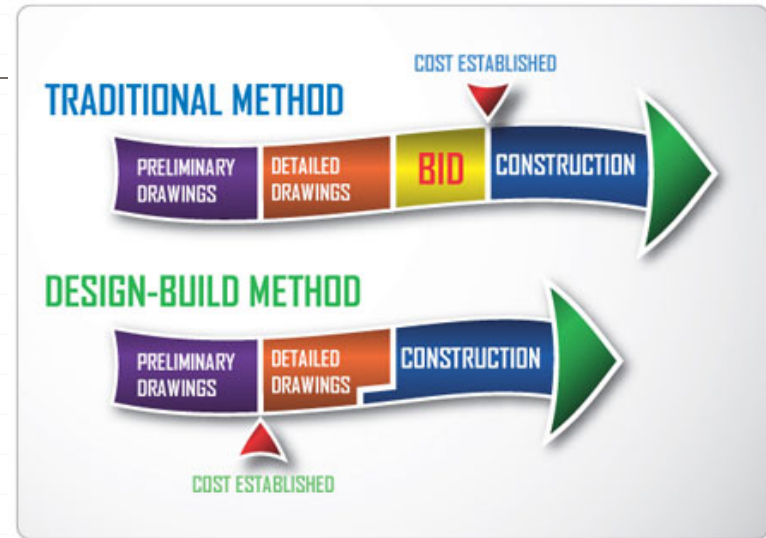 COST ESTABLISHED
TRADITIONAL METHOD
PRELIMINARY
DRAWINGS
DETAILED
DRAWINGS
BID
CONSTRUCTION
DESIGN-BUILD METHOD
PRELIMINARY
DRAWINGS
DETAILED
DRAWINGS
CONSTRUCTION
COST ESTABLISHED